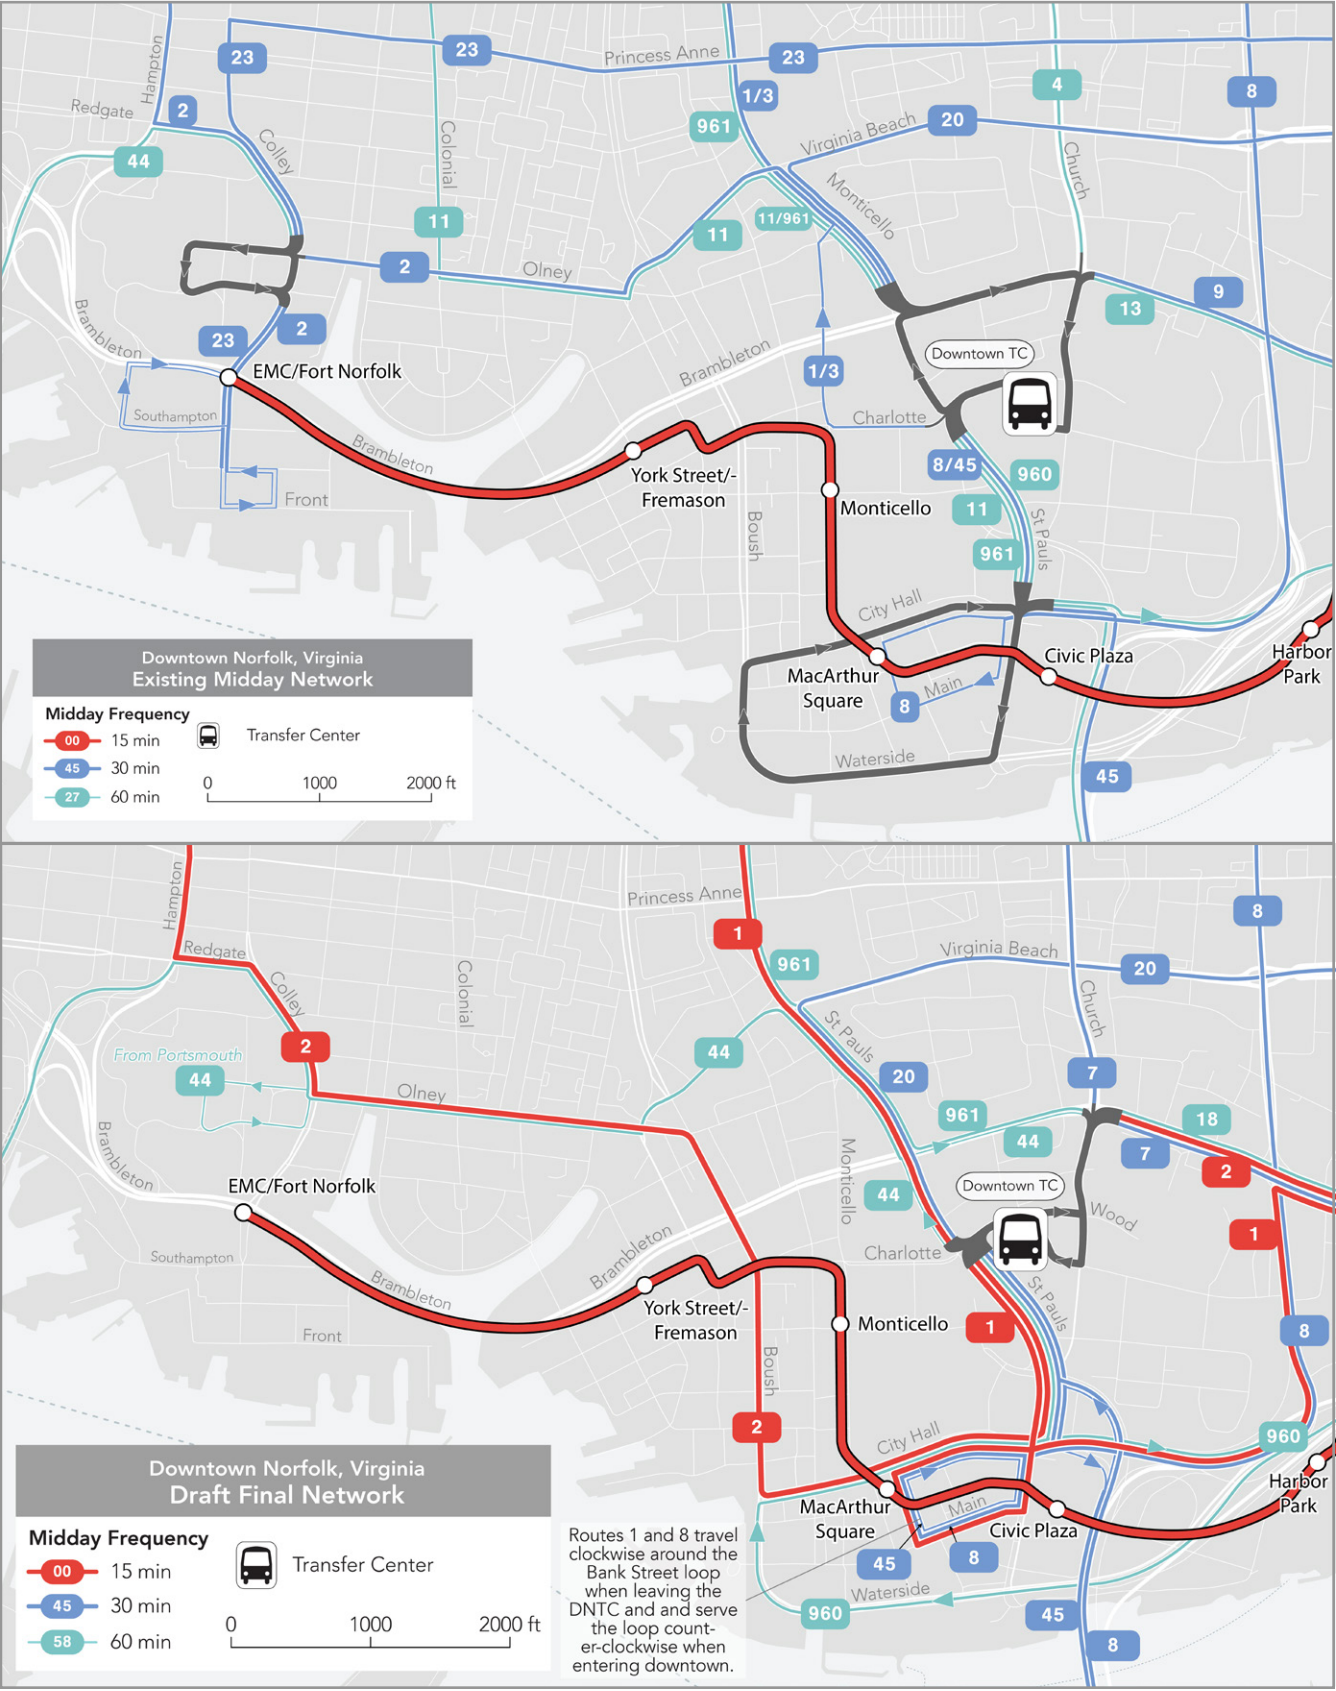 Hampton
23
23
Princess Anne
23
1/3
8
4
Redgate
2
961
Virginia Beach
20
44
Colley
Colonial
Church
Monticello
11
11/961
11
2
Olney
9
13
Brambleton
23
2
Downtown TC
EMC/Fort Norfolk
Brambleton
1/3
Southampton
Charlotte
Brambleton
8/45
960
York Street/-
Fremason
Front
11
Monticello
Boush
St Pauls
961
City Hall
MacArthur
Square
Civic Plaza
Harbor
Park
8
Main
Waterside
45
Downtown Norfolk, Virginia
Existing Midday Network
Midday Frequency
00 15 min
Transfer Center
45 30 min
27 60 min
0 1000 2000 ft
Hampton
Princess Anne
1
8
Redgate
961
Virginia Beach
20
Colley
Colonial
Church
St Pauls
2
From Portsmouth
44
44
20
7
Olney
961
18
44
7
2
Brambleton
Monticello
EMC/Fort Norfolk
44
Downtown TC
Wood
1
Brambleton
Charlotte
Southampton
Brambleton
St Pauls
York Street/-
Fremason
Monticello
1
8
Front
Boush
2
City Hall
960
MacArthur
Square
Main
Civic Plaza
Harbor
Park
45
8
Waterside
960
45
8
Routes 1 and 8 travel
clockwise around the
Bank Street loop
when leaving the
DNTC and and serve
the loop count-
er-clockwise when
entering downtown.
Downtown Norfolk, Virginia
Draft Final Network
Midday Frequency
00 15 min
Transfer Center
45 30 min
58 60 min
0 1000 2000 ft